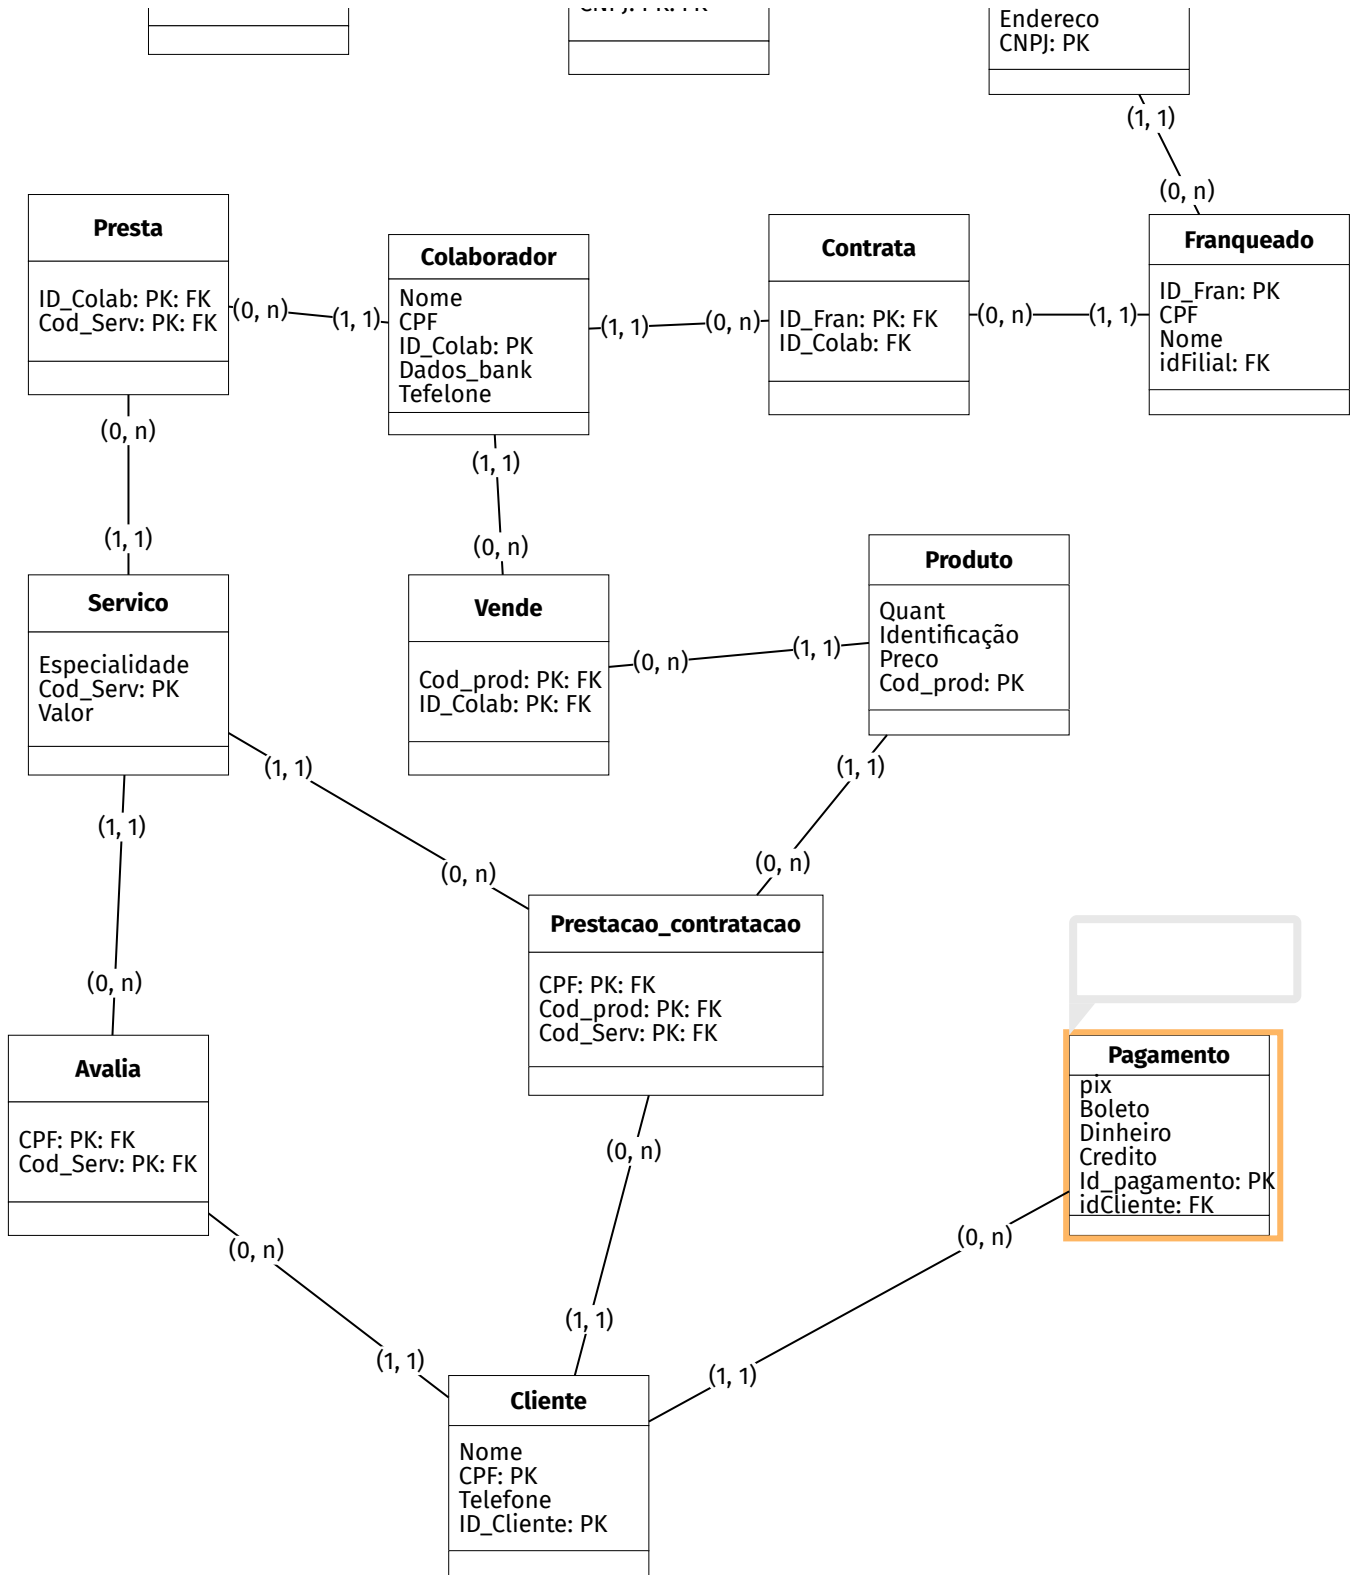 Endereco
CNPJ: PK
(1, 1)
(0, n)
Presta
ID_Colab: PK: FK
Cod_Serv: PK: FK
(0, n)
(1, 1)
Colaborador
Nome
CPF
ID_Colab: PK
Dados_bank
Tefelone
(1, 1)
(0, n)
Contrata
ID_Fran: PK: FK
ID_Colab: FK
(0, n)
(1, 1)
Franqueado
ID_Fran: PK
CPF
Nome
idFilial: FK
(0, n)
(1, 1)
(1, 1)
(0, n)
Servico
Especialidade
Cod_Serv: PK
Valor
Vende
Cod_prod: PK: FK
ID_Colab: PK: FK
(0, n)
(1, 1)
Produto
Quant
Identificação
Preco
Cod_prod: PK
(1, 1)
(0, n)
(1, 1)
(0, n)
(1, 1)
(0, n)
Prestacao_contratacao
CPF: PK: FK
Cod_prod: PK: FK
Cod_Serv: PK: FK
Avalia
CPF: PK: FK
Cod_Serv: PK: FK
Pagamento
pix
Boleto
Dinheiro
Credito
Id_pagamento: PK
idCliente: FK
(0, n)
(1, 1)
(0, n)
(1, 1)
(0, n)
(1, 1)
Cliente
Nome
CPF: PK
Telefone
ID_Cliente: PK